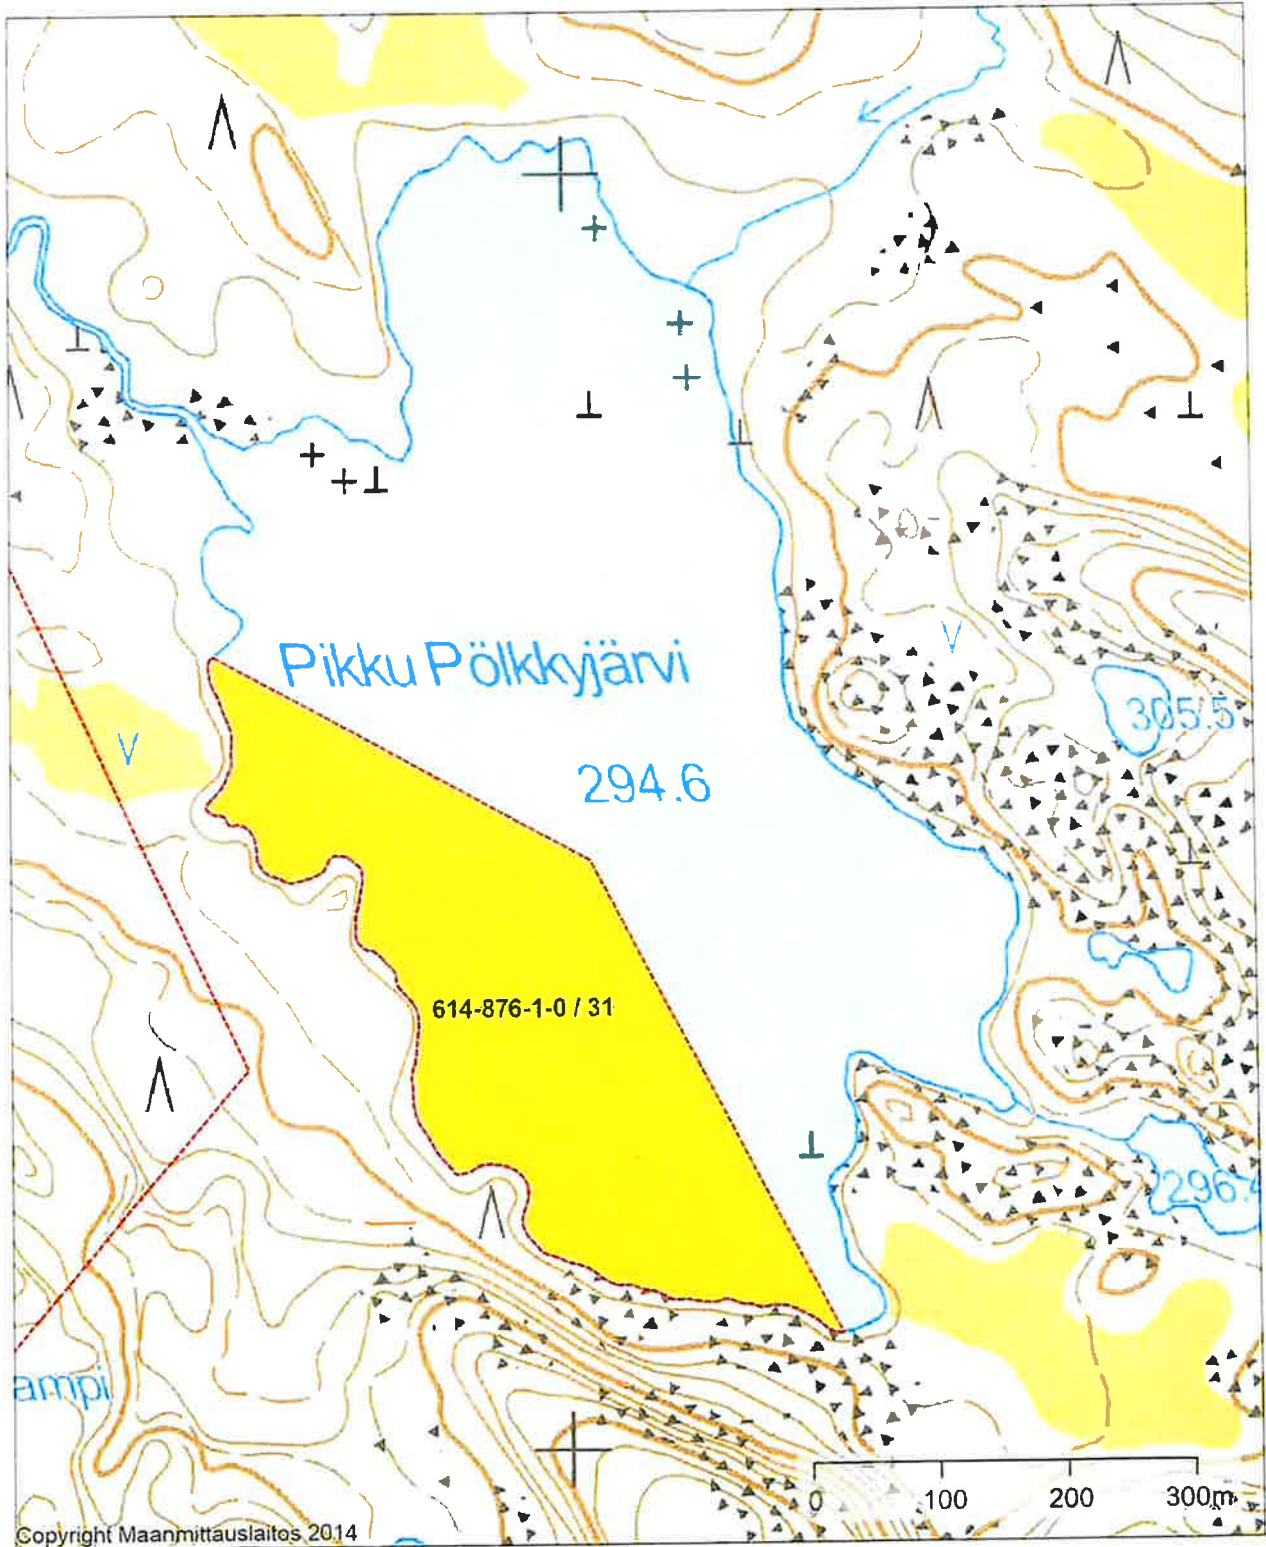 Pikku Pölkkyjärvi
305.5
V
V
294.6
614-876-1-0 / 31
296.
ampi
0 100 200 300m
Copyright Maanmittauslaitos 2014